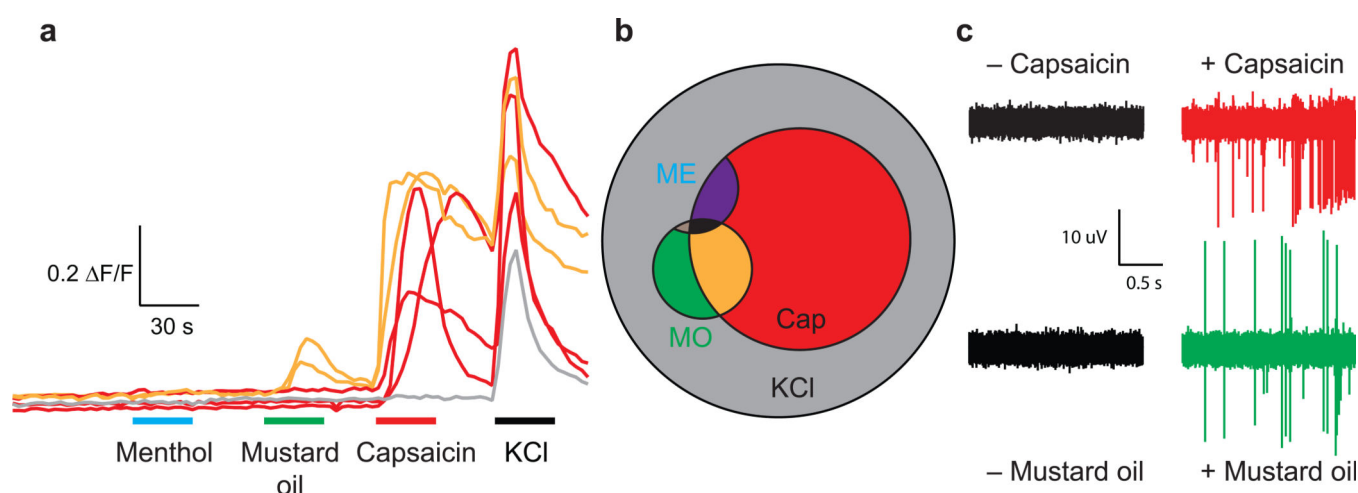 a
0.2 ΔF/F
30 s
Menthol
Mustard
oil
Capsaicin
KCl
b
ME
MO
Cap
KCl
c
– Capsaicin
+ Capsaicin
10 uV
0.5 s
– Mustard oil
+ Mustard oil